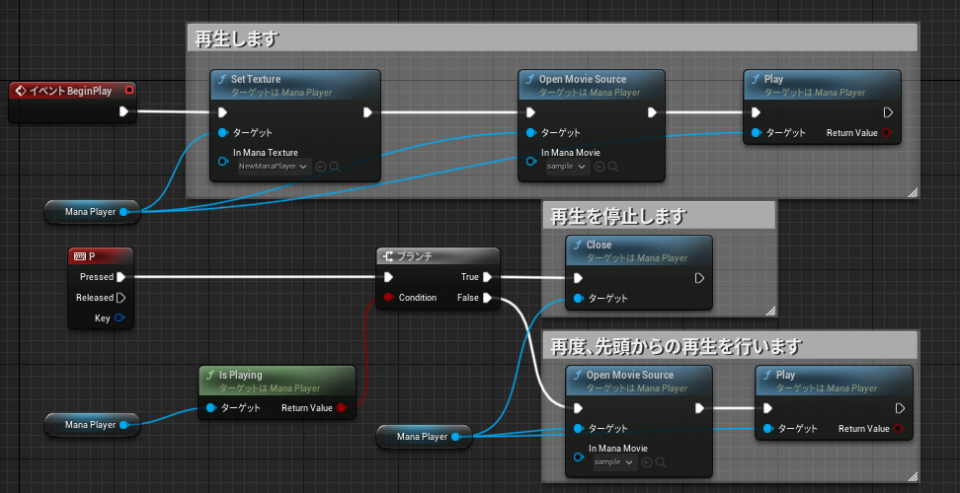 再生します
イベント BeginPlay
Set Texture
ターゲットは Mana Player
ターゲット
In Mana Texture
NewManaPlayer
Open Movie Source
ターゲットは Mana Player
ターゲット
In Mana Movie
sample
Play
ターゲットは Mana Player
ターゲット
Return Value
Mana Player
P
Pressed
Released
Key
ブランチ
True
Condition
False
再生を停止します
Close
ターゲットは Mana Player
ターゲット
Is Playing
ターゲットは Mana Player
ターゲット
Return Value
Mana Player
Mana Player
再度、先頭からの再生を行います
Open Movie Source
ターゲットは Mana Player
ターゲット
In Mana Movie
sample
Play
ターゲットは Mana Player
ターゲット
Return Value